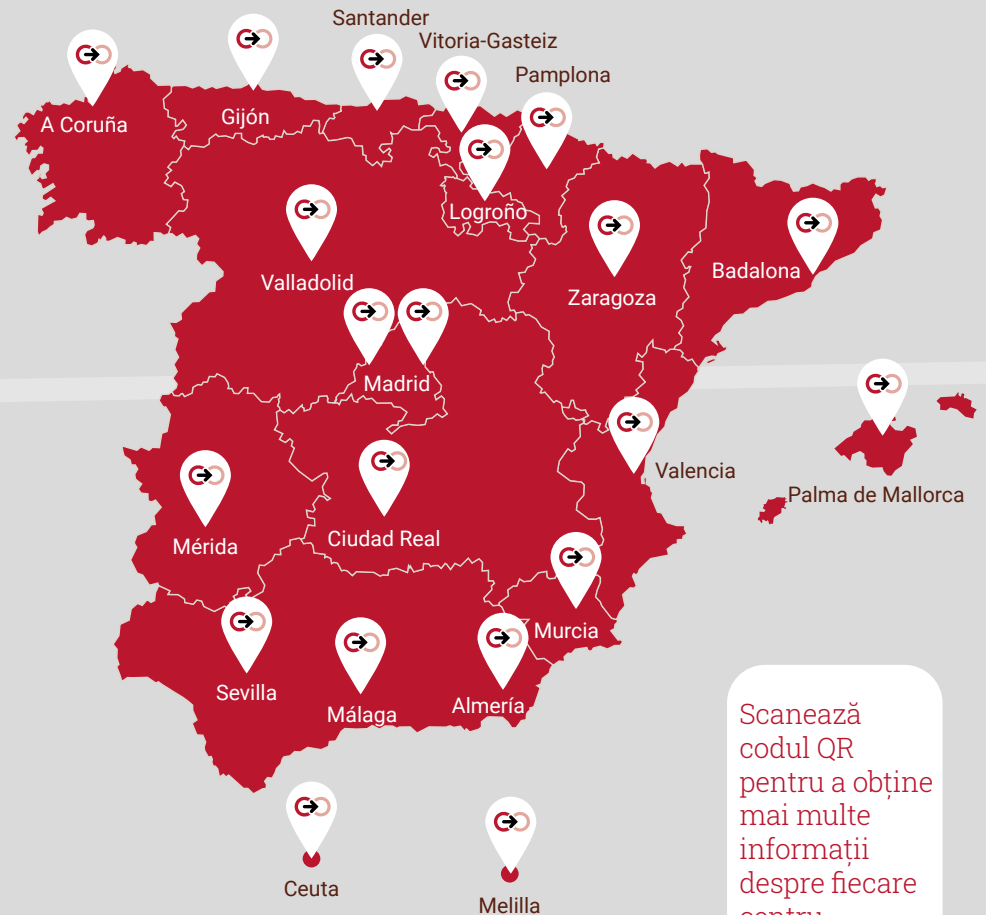 Santander
Vitoria-Gasteiz
Pamplona
A Coruña
Gijón
Logroño
Valladolid
Zaragoza
Badalona
Madrid
Valencia
Palma de Mallorca
Mérida
Ciudad Real
Murcia
Sevilla
Málaga
Almería
Ceuta
Melilla
Scanează
codul QR
pentru a obține
mai multe
informații
despre fiecare
centru